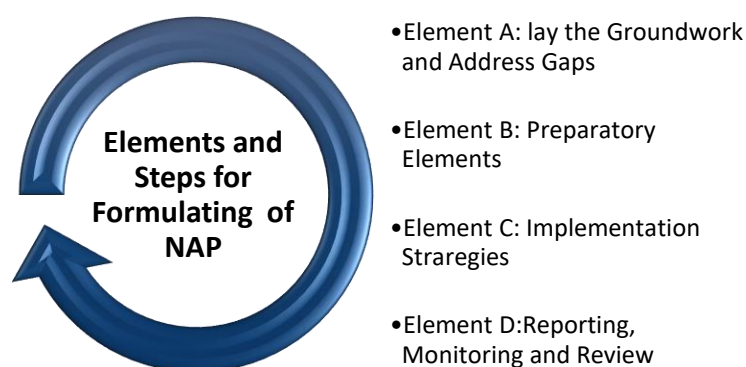 Elements and
Steps for
Formulating of
NAP
•Element A: lay the Groundwork
and Address Gaps
•Element B: Preparatory
Elements
•Element C: Implementation
Straregies
•Element D:Reporting,
Monitoring and Review